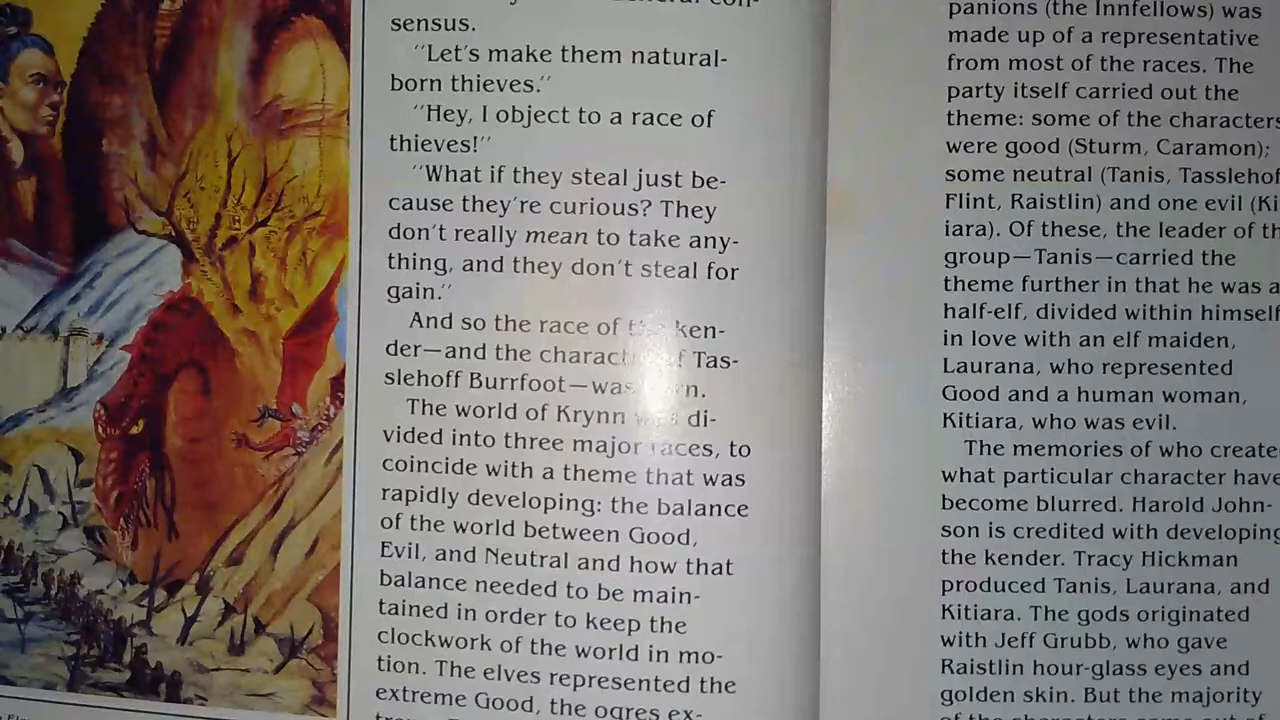 sensus.
"Let's make them natural-
born thieves."
"Hey, I object to a race of
thieves!"
"What if they steal just be-
cause they're curious? They
don't really mean to take any-
thing, and they don't steal for
gain."
And so the race of the ken-
der—and the character of Tas-
slehoff Burrfoot—was born.
The world of Krynn was di-
vided into three major races, to
coincide with a theme that was
rapidly developing: the balance
of the world between Good,
Evil, and Neutral and how that
balance needed to be main-
tained in order to keep the
clockwork of the world in mo-
tion. The elves represented the
extreme Good, the ogres ex-
panions (the Innfellows) was
made up of a representative
from most of the races. The
party itself carried out the
theme: some of the characters
were good (Sturm, Caramon);
some neutral (Tanis, Tasslehof
Flint, Raistlin) and one evil (Ki
iara). Of these, the leader of th
group—Tanis—carried the
theme further in that he was a
half-elf, divided within himself
in love with an elf maiden,
Laurana, who represented
Good and a human woman,
Kitiara, who was evil.
The memories of who create
what particular character have
become blurred. Harold John-
son is credited with developing
the kender. Tracy Hickman
produced Tanis, Laurana, and
Kitiara. The gods originated
with Jeff Grubb, who gave
Raistlin hour-glass eyes and
golden skin. But the majority